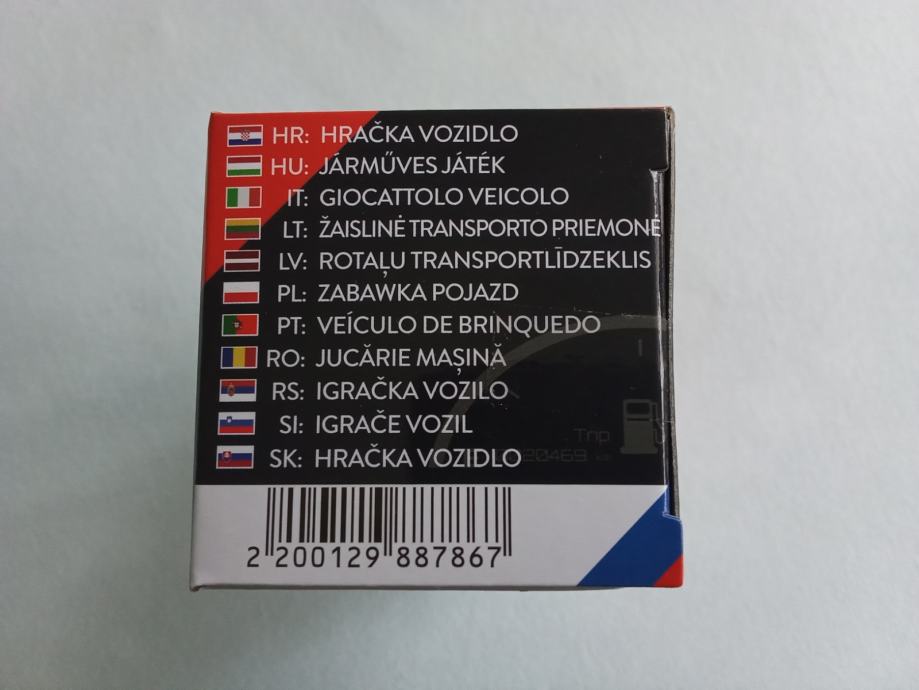 HR: HRAČKA VOZIDLO
HU: JÁRMŰVES JÁTÉK
IT: GIOCATTOLO VEICOLO
LT: ŽAISLINĖ TRANSPORTO PRIEMONĖ
LV: ROTAĻU TRANSPORTLĪDZEKLIS
PL: ZABAWKA POJAZD
PT: VEÍCULO DE BRINQUEDO
RO: JUCĂRIE MAȘINĂ
RS: IGRAČKA VOZILO
SI: IGRAČE VOZIL
Trip
SK: HRAČKA VOZIDLO
2 200129 887867